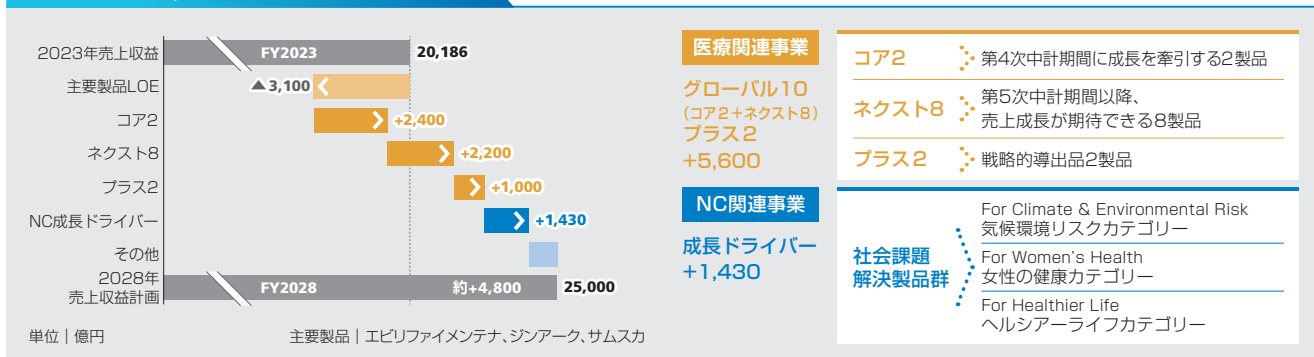 2023年売上収益
FY2023
20,186
主要製品LOE
▲3,100
コア2
+2,400
ネクスト8
+2,200
プラス2
+1,000
NC成長ドライバー
+1,430
その他
2028年
売上収益計画
FY2028
約+4,800
25,000
単位｜億円
主要製品｜エビリファイメンテナ、ジンアーク、サムスカ
医療関連事業
グローバル10
（コア2＋ネクスト8）
プラス2
+5,600
NC関連事業
成長ドライバー
+1,430
コア2
第4次中計期間に成長を牽引する2製品
ネクスト8
第5次中計期間以降、
売上成長が期待できる8製品
プラス2
戦略的導出品2製品
社会課題
解決製品群
For Climate & Environmental Risk
気候環境リスクカテゴリー
For Women's Health
女性の健康カテゴリー
For Healthier Life
ヘルシアーライフカテゴリー